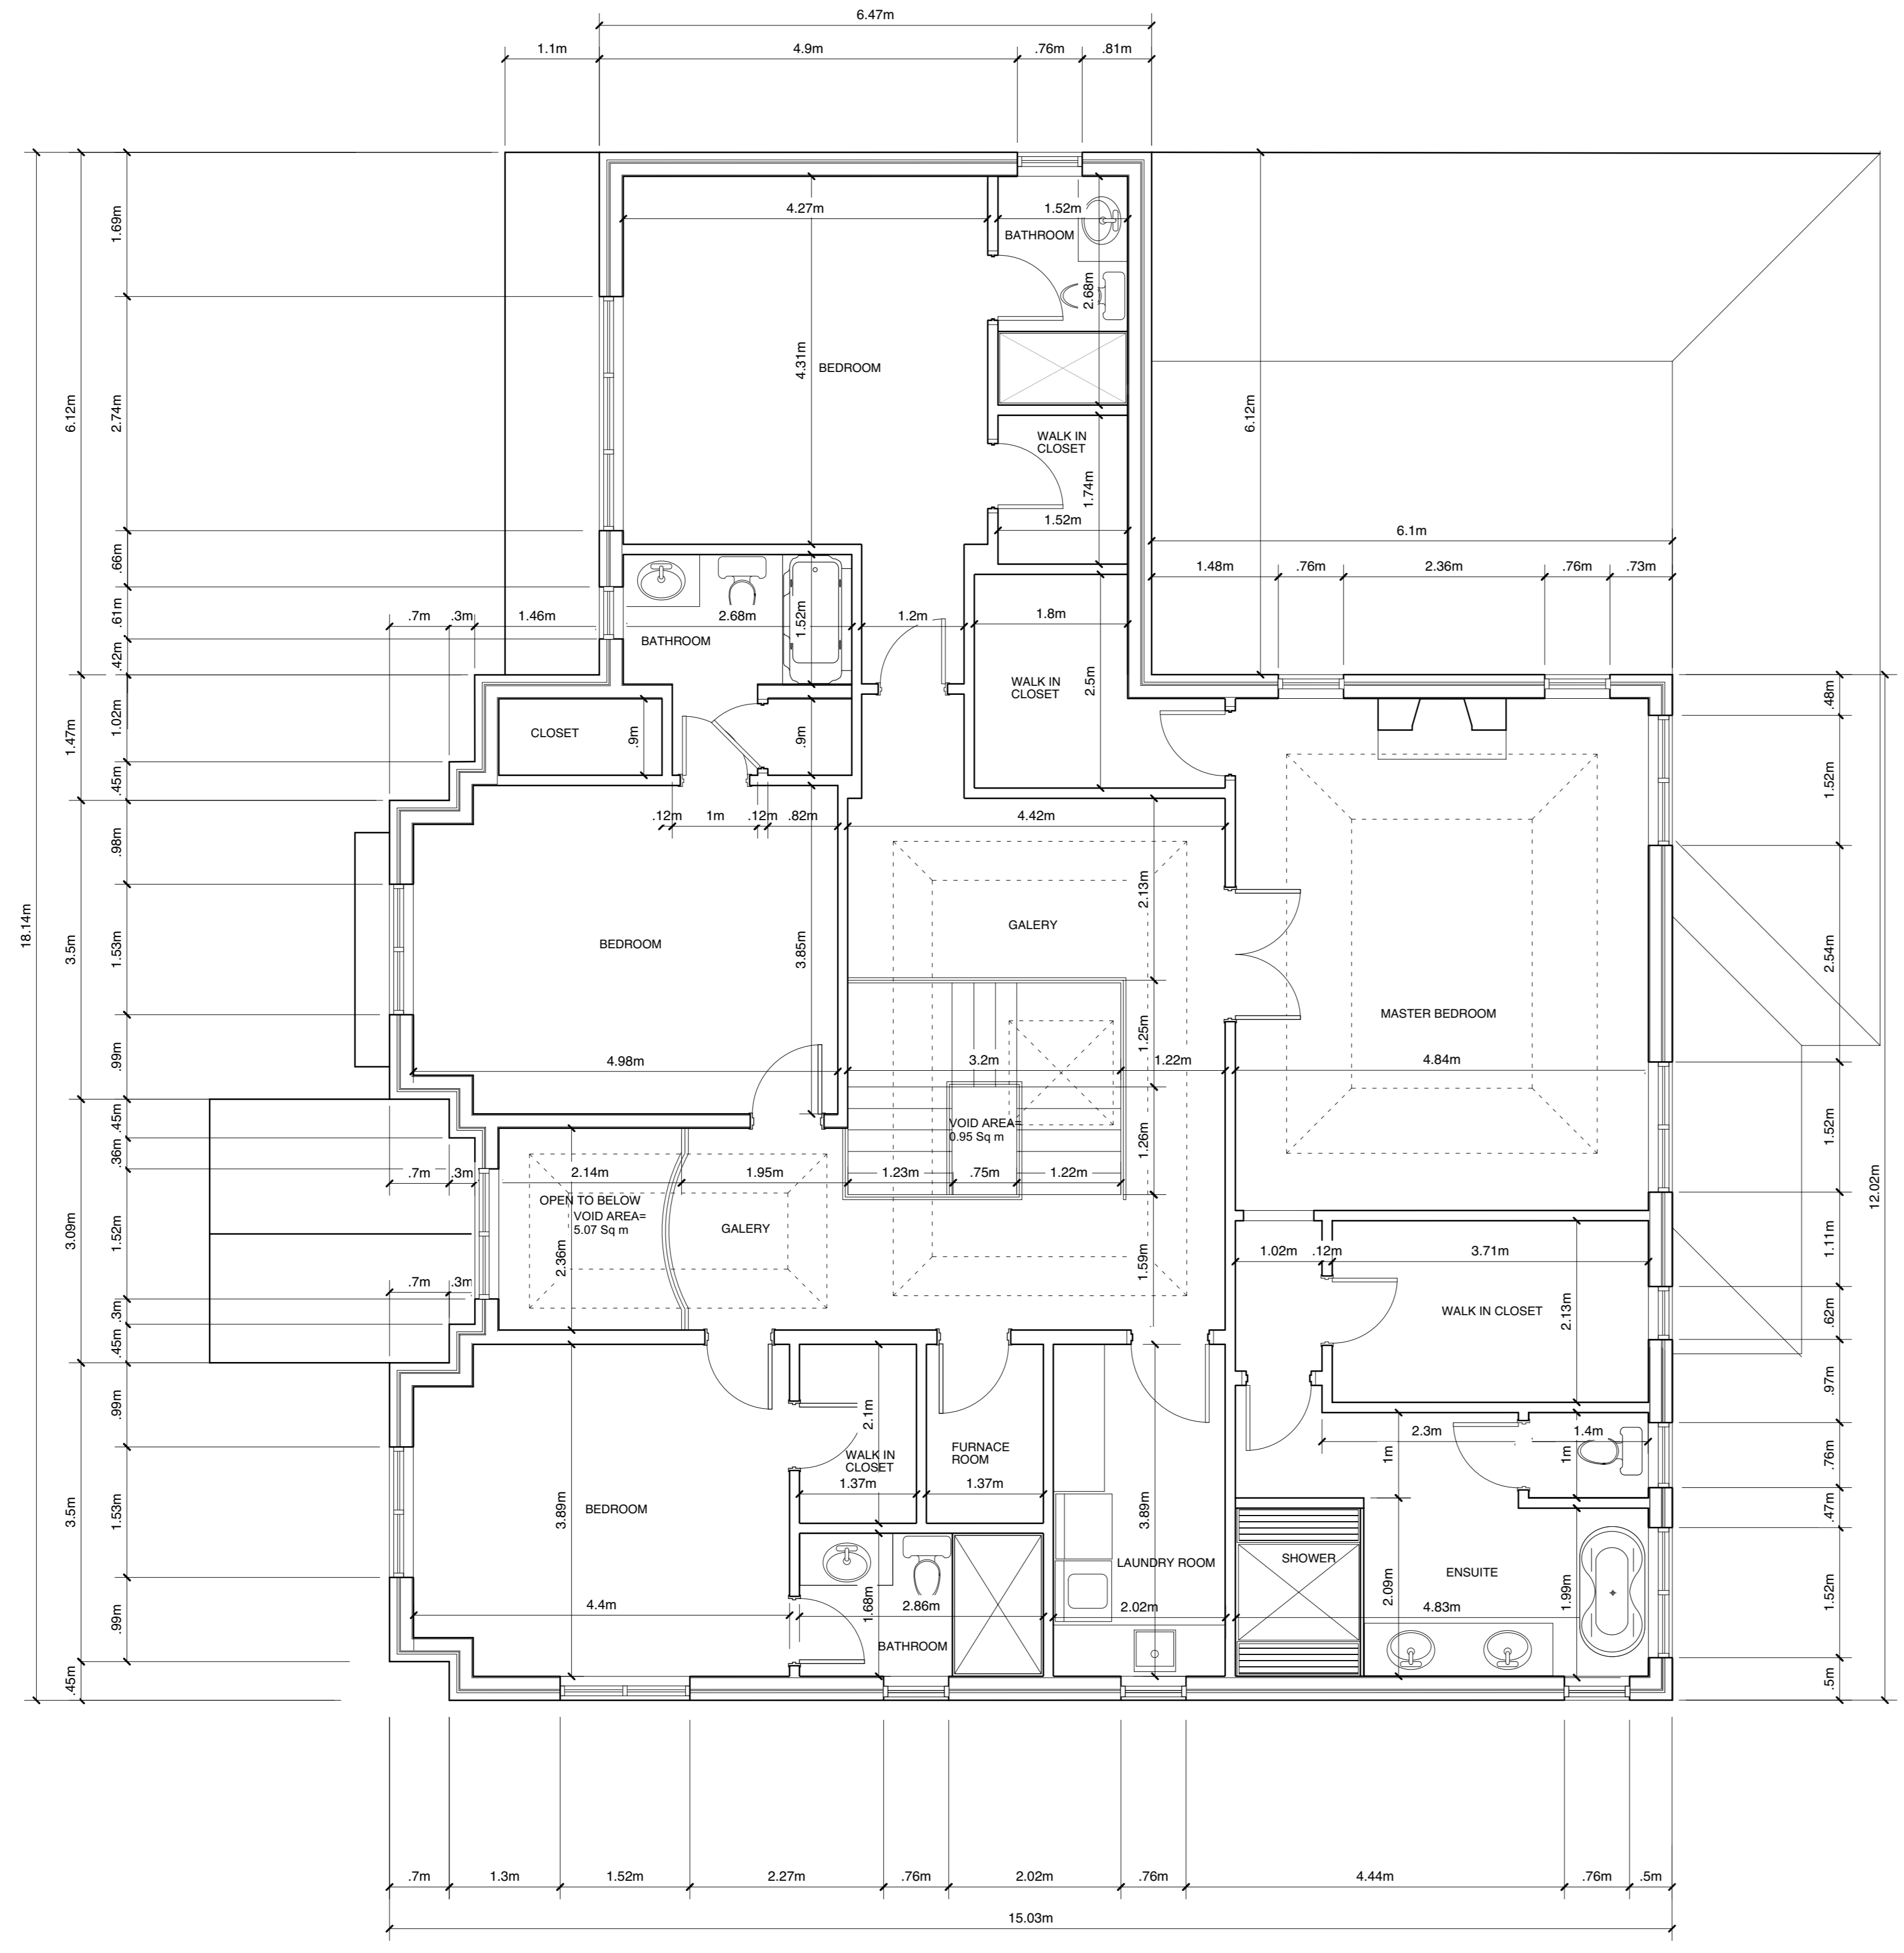 6.47m
1.1m
4.9m
.76m
.81m
4.27m
1.52m
BATHROOM
1.69m
2.68m
4.31m
BEDROOM
2.74m
6.12m
6.12m
WALK IN
CLOSET
1.74m
1.52m
6.1m
.66m
1.48m
.76m
2.36m
.76m
.73m
.61m
.7m
.3m
1.46m
2.68m
1.52m
1.2m
1.8m
BATHROOM
.42m
WALK IN
CLOSET
2.5m
.48m
1.02m
1.47m
CLOSET
.9m
.9m
1.52m
.45m
.12m
1m
.12m
.82m
4.42m
.98m
2.13m
18.14m
3.5m
1.53m
BEDROOM
3.85m
GALERY
2.54m
MASTER BEDROOM
1.25m
.99m
4.98m
3.2m
1.22m
4.84m
.45m
VOID AREA=
0.95 Sq m
1.26m
1.52m
.36m
.7m
.3m
2.14m
1.95m
1.23m
.75m
1.22m
12.02m
OPEN TO BELOW
VOID AREA=
5.07 Sq m
GALERY
3.09m
1.52m
2.36m
1.59m
1.02m
.12m
3.71m
1.11m
.7m
.3m
.3m
WALK IN CLOSET
2.13m
.62m
.45m
.97m
.99m
2.1m
2.3m
1.4m
WALK IN
CLOSET
FURNACE
ROOM
1m
1m
.76m
1.37m
1.37m
3.5m
1.53m
3.89m
BEDROOM
3.89m
.47m
LAUNDRY ROOM
SHOWER
ENSUITE
.99m
4.4m
1.68m
2.86m
2.02m
2.09m
4.83m
1.99m
1.52m
BATHROOM
.45m
.5m
.7m
1.3m
1.52m
2.27m
.76m
2.02m
.76m
4.44m
.76m
.5m
15.03m